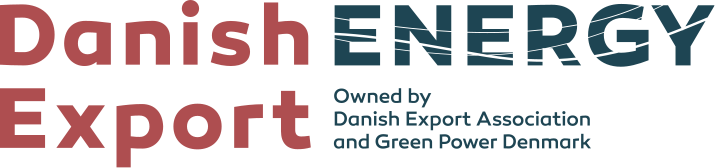 Danish ENERGY
Export
Owned by
Danish Export Association
and Green Power Denmark